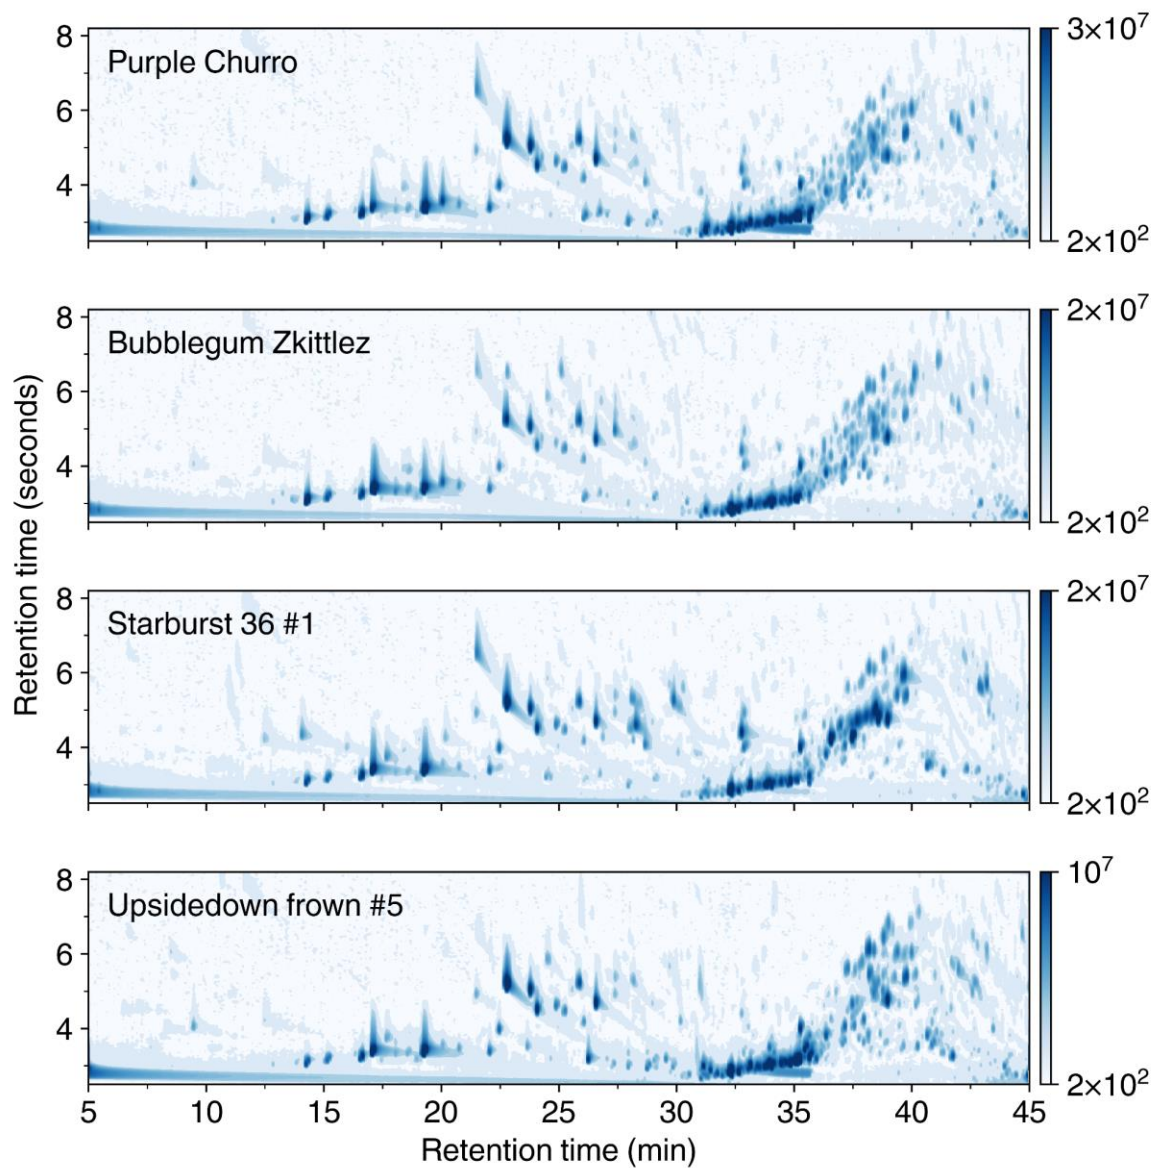 Purple Churro
8
6
4
3×10⁷
2×10²
Bubblegum Zkittlez
8
6
4
2×10⁷
2×10²
Retention time (seconds)
Starburst 36 #1
8
6
4
2×10⁷
2×10²
Upsidedown frown #5
8
6
4
10⁷
2×10²
5 10 15 20 25 30 35 40 45
Retention time (min)